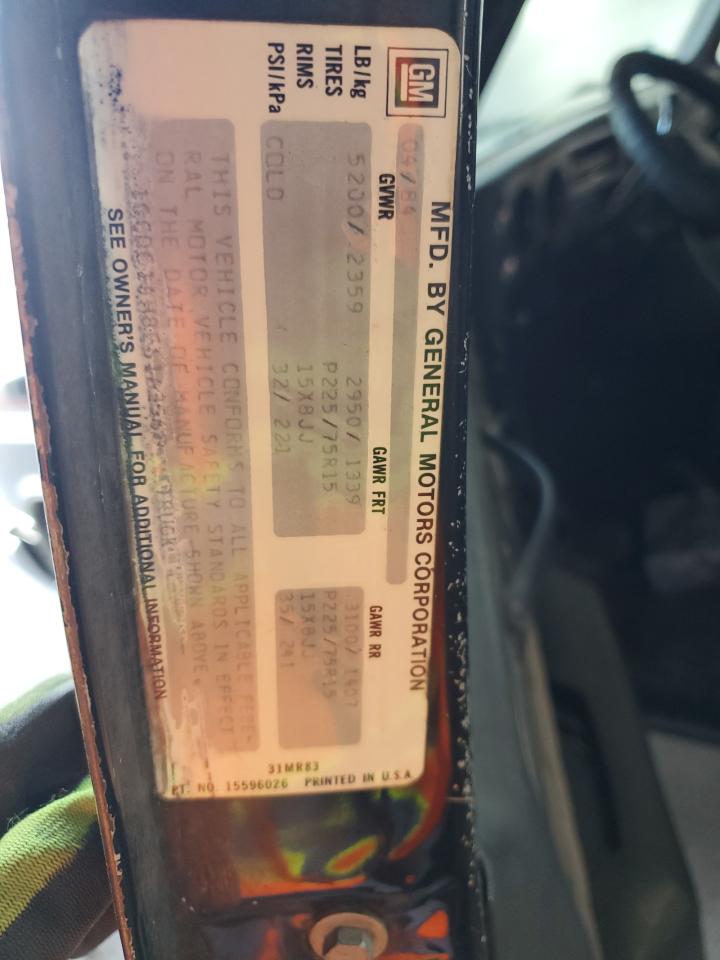 GM
MFD. BY GENERAL MOTORS CORPORATION
04/84
GVWR GAWR FRT GAWR RR
LB/kg 5200/ 2359 2950/ 1339 3100/ 1407
TIRES P225/75R15 P225/75R15
RIMS 15X8JJ 15X8JJ
PSI/kPa COLD 32/ 221 35/ 241
THIS VEHICLE CONFORMS TO ALL APPLICABLE FEDE-
RAL MOTOR VEHICLE SAFETY STANDARDS IN EFFECT
ON THE DATE OF MANUFACTURE SHOWN ABOVE.
TRUCK
SEE OWNER'S MANUAL FOR ADDITIONAL INFORMATION
31MR83
PT. NO. 15596026 PRINTED IN U.S.A